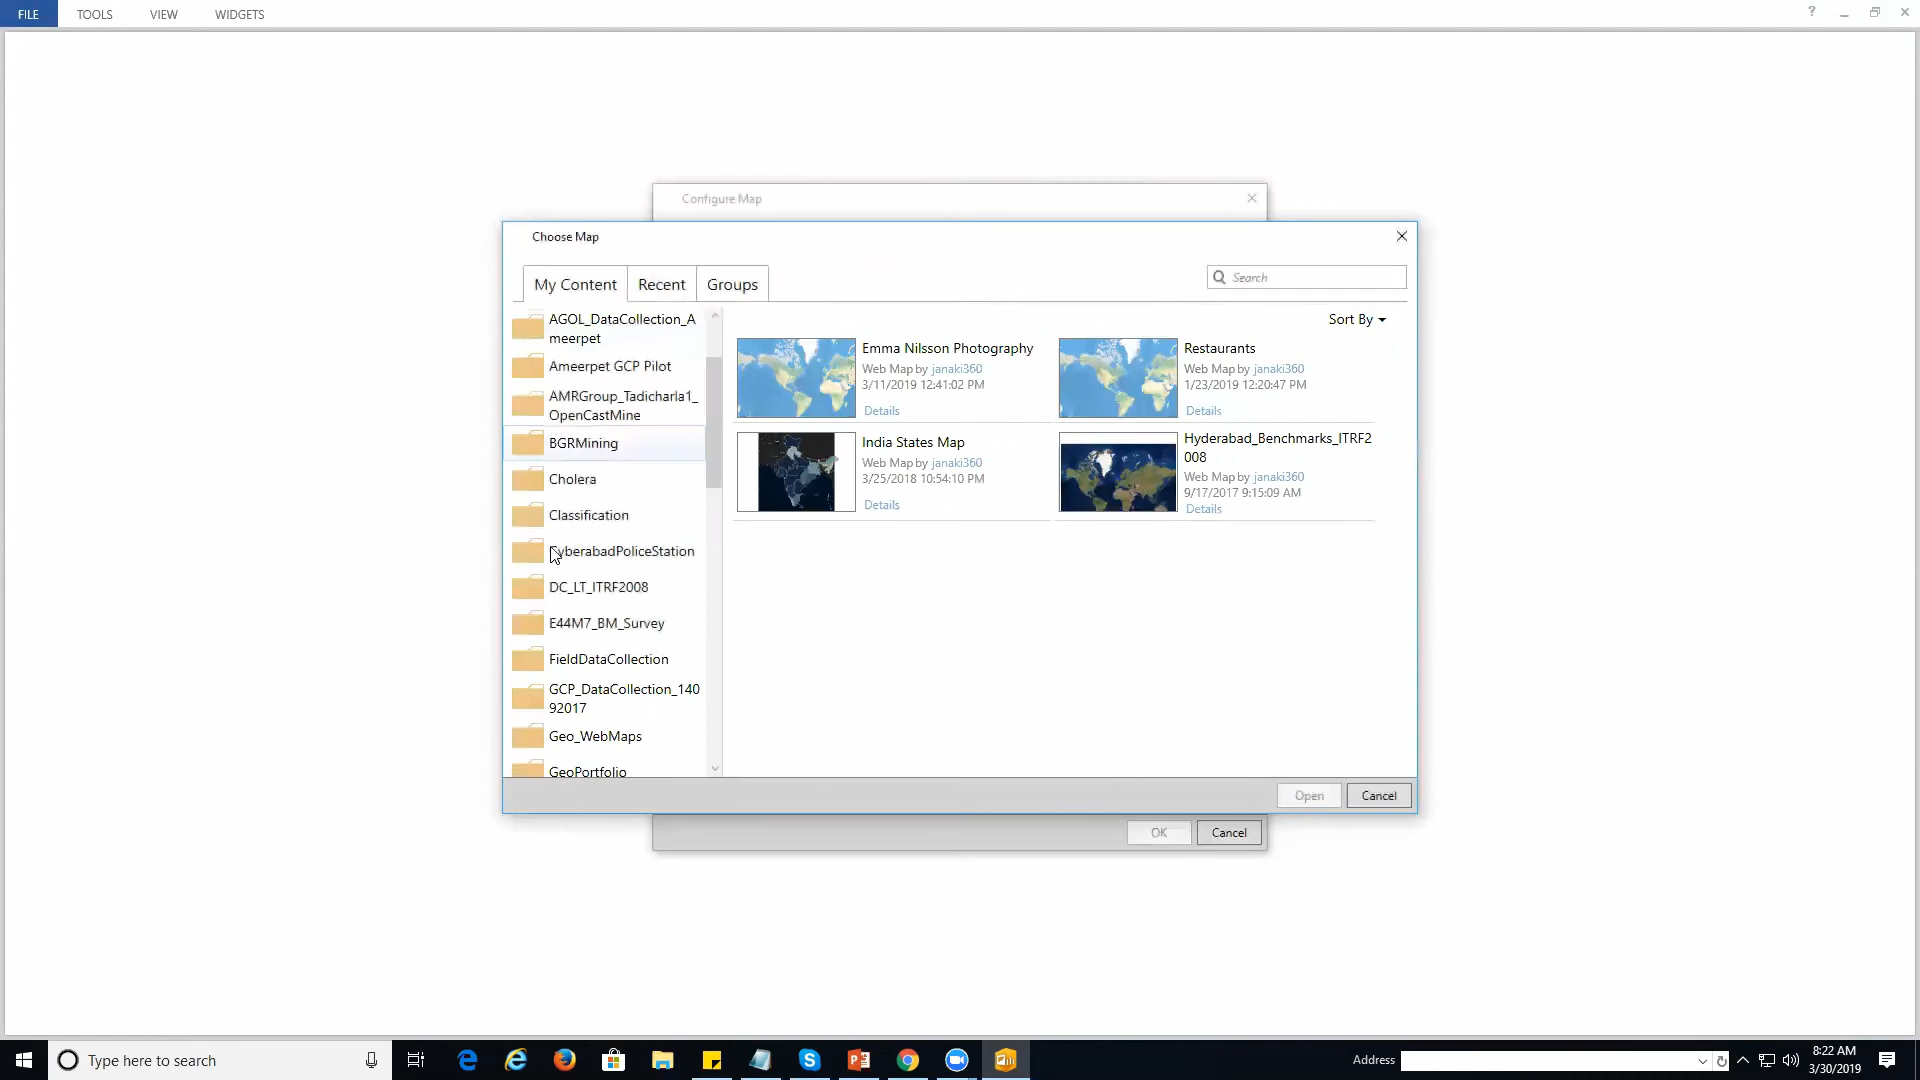 FILE TOOLS VIEW WIDGETS
Configure Map
Choose Map
My Content Recent Groups
Search
Sort By
AGOL_DataCollection_A
meerpet
Ameerpet GCP Pilot
AMRGroup_Tadicharla1_
OpenCastMine
BGRMining
Cholera
Classification
CyberabadPoliceStation
DC_LT_ITRF2008
E44M7_BM_Survey
FieldDataCollection
GCP_DataCollection_140
92017
Geo_WebMaps
GeoPortfolio
Emma Nilsson Photography
Web Map by janaki360
3/11/2019 12:41:02 PM
Details
Restaurants
Web Map by janaki360
1/23/2019 12:20:47 PM
Details
India States Map
Web Map by janaki360
3/25/2018 10:54:10 PM
Details
Hyderabad_Benchmarks_ITRF2
008
Web Map by janaki360
9/17/2017 9:15:09 AM
Details
Open Cancel
OK Cancel
Type here to search
Address
8:22 AM
3/30/2019